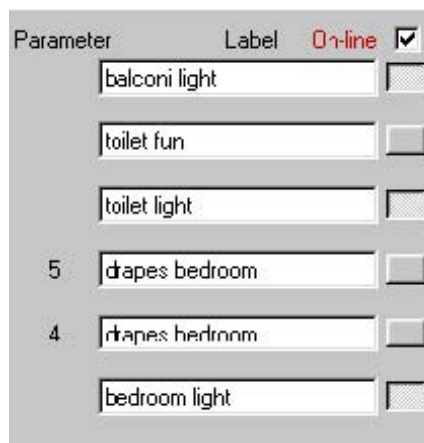 Parameter Label On-line
balconi light
toilet fun
toilet light
5 drapes bedroom
4 drapes bedroom
bedroom light